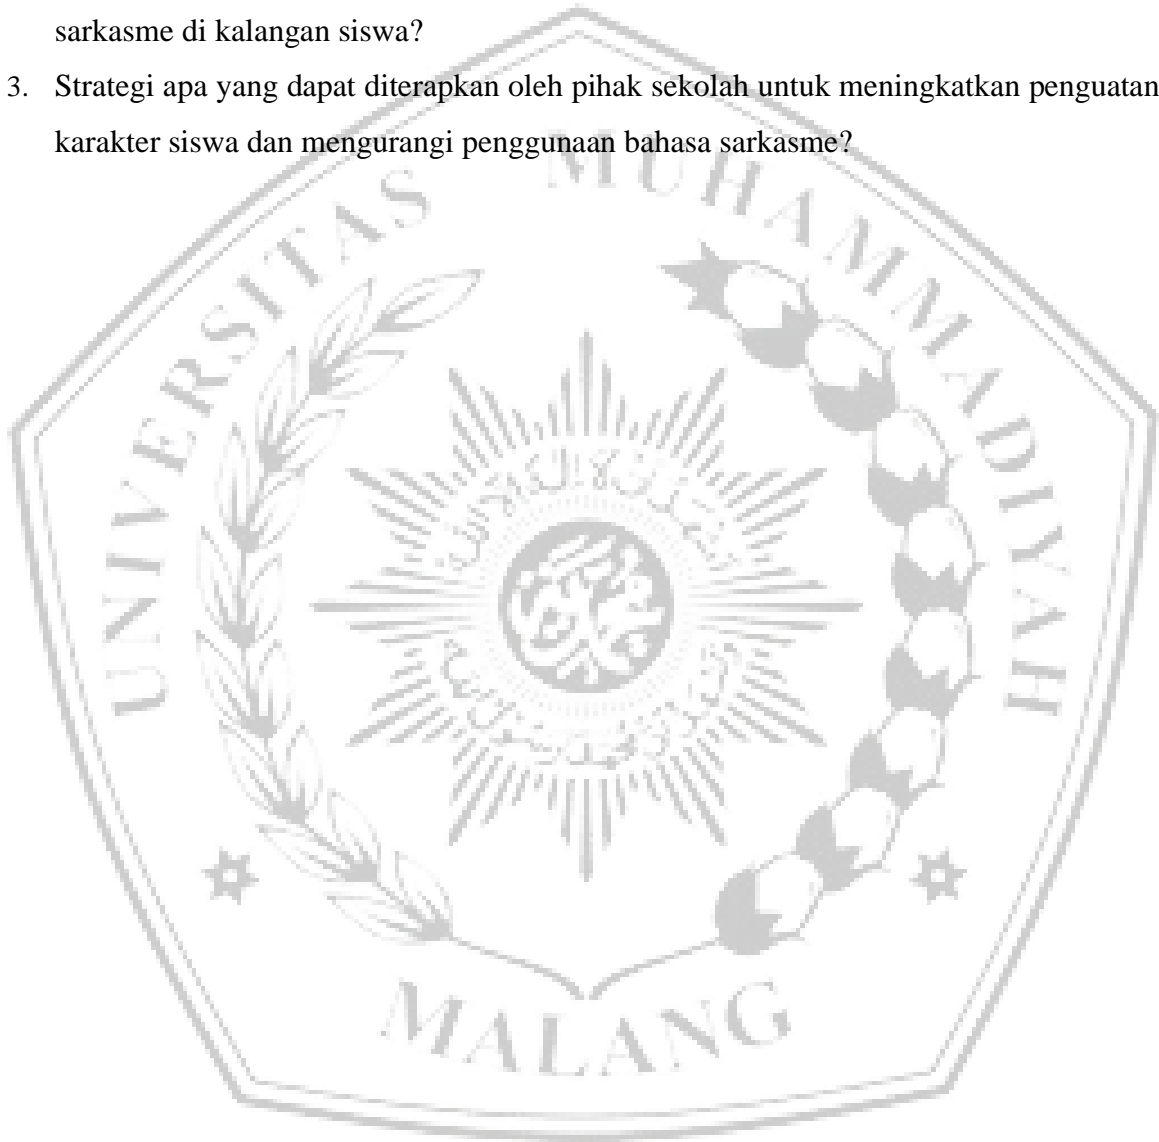 sarkasme di kalangan siswa?
3. Strategi apa yang dapat diterapkan oleh pihak sekolah untuk meningkatkan penguatan
karakter siswa dan mengurangi penggunaan bahasa sarkasme?
UNIVERSITAS MUHAMMADIYAH
MALANG